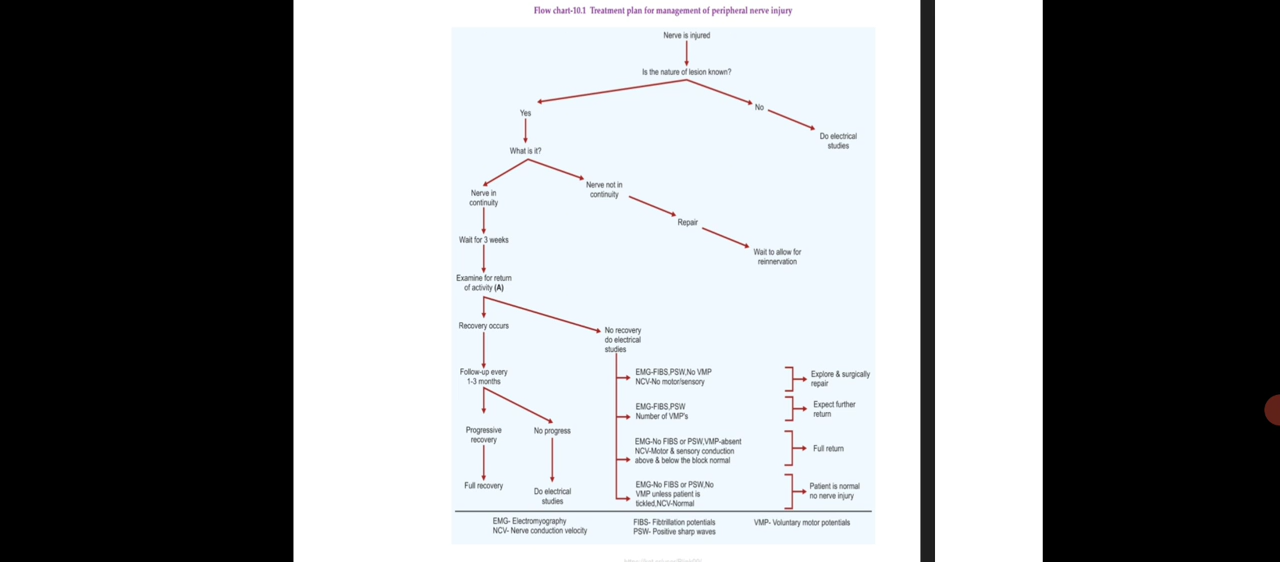 Flow chart-10.1 Treatment plan for management of peripheral nerve injury
Nerve is injured
Is the nature of lesion known?
Yes
No
Do electrical
studies
What is it?
Nerve in
continuity
Nerve not in
continuity
Repair
Wait to allow for
reinnervation
Wait for 3 weeks
Examine for return
of activity (A)
Recovery occurs
No recovery
do electrical
studies
Follow-up every
1-3 months
Progressive
recovery
No progress
Full recovery
Do electrical
studies
EMG-FIBS,PSW,No VMP
NCV-No motor/sensory
Explore & surgically
repair
EMG-FIBS,PSW
Number of VMP's
Expect further
return
EMG-No FIBS or PSW,VMP-absent
NCV-Motor & sensory conduction
above & below the block normal
Full return
EMG-No FIBS or PSW,No
VMP unless patient is
tickled,NCV-Normal
Patient is normal
no nerve injury
EMG- Electromyography
NCV- Nerve conduction velocity
FIBS- Fibtrillation potentials
PSW- Positive sharp waves
VMP- Voluntary motor potentials